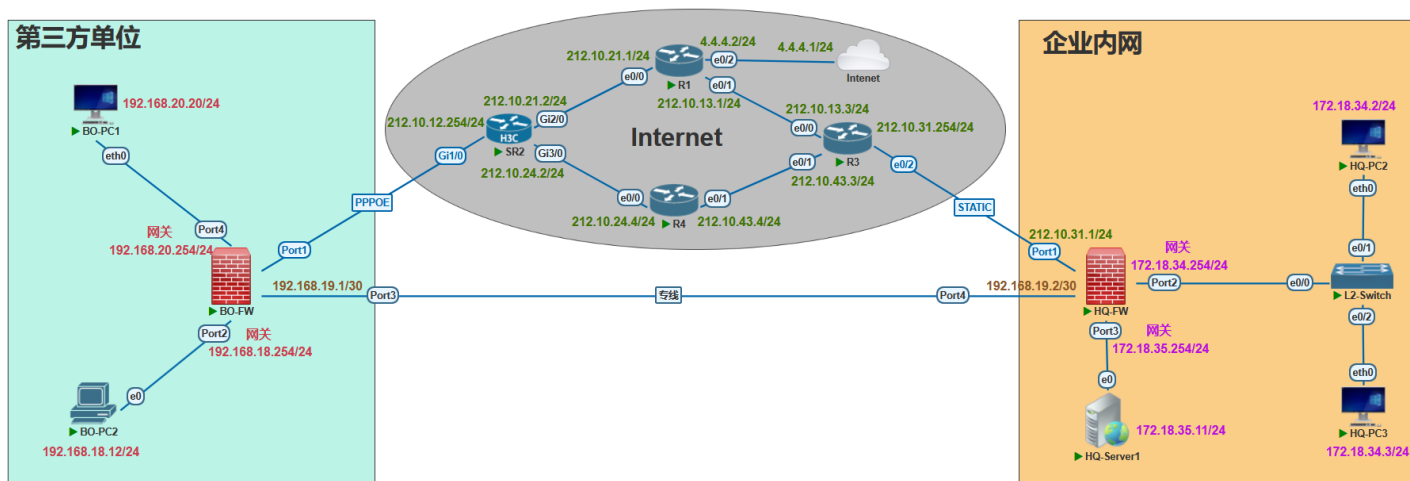 第三方单位
192.168.20.20/24
BO-PC1
eth0
Port4
网关
192.168.20.254/24
Port1
BO-FW
192.168.19.1/30
Port3
Port2
网关
192.168.18.254/24
e0
BO-PC2
192.168.18.12/24
PPPOE
212.10.12.254/24
Gi1/0
H3C
SR2
212.10.21.2/24
Gi2/0
Gi3/0
212.10.24.2/24
212.10.21.1/24
e0/0
R1
4.4.4.2/24
e0/2
4.4.4.1/24
Intenet
e0/1
212.10.13.1/24
Internet
212.10.13.3/24
e0/0
212.10.31.254/24
R3
e0/1
e0/2
212.10.43.3/24
e0/0
e0/1
212.10.24.4/24
R4
212.10.43.4/24
STATIC
专线
企业内网
212.10.31.1/24
Port1
网关
172.18.34.254/24
Port4
192.168.19.2/30
Port2
HQ-FW
Port3
网关
172.18.35.254/24
e0
172.18.35.11/24
HQ-Server1
172.18.34.2/24
HQ-PC2
eth0
e0/1
e0/0
L2-Switch
e0/2
eth0
HQ-PC3
172.18.34.3/24